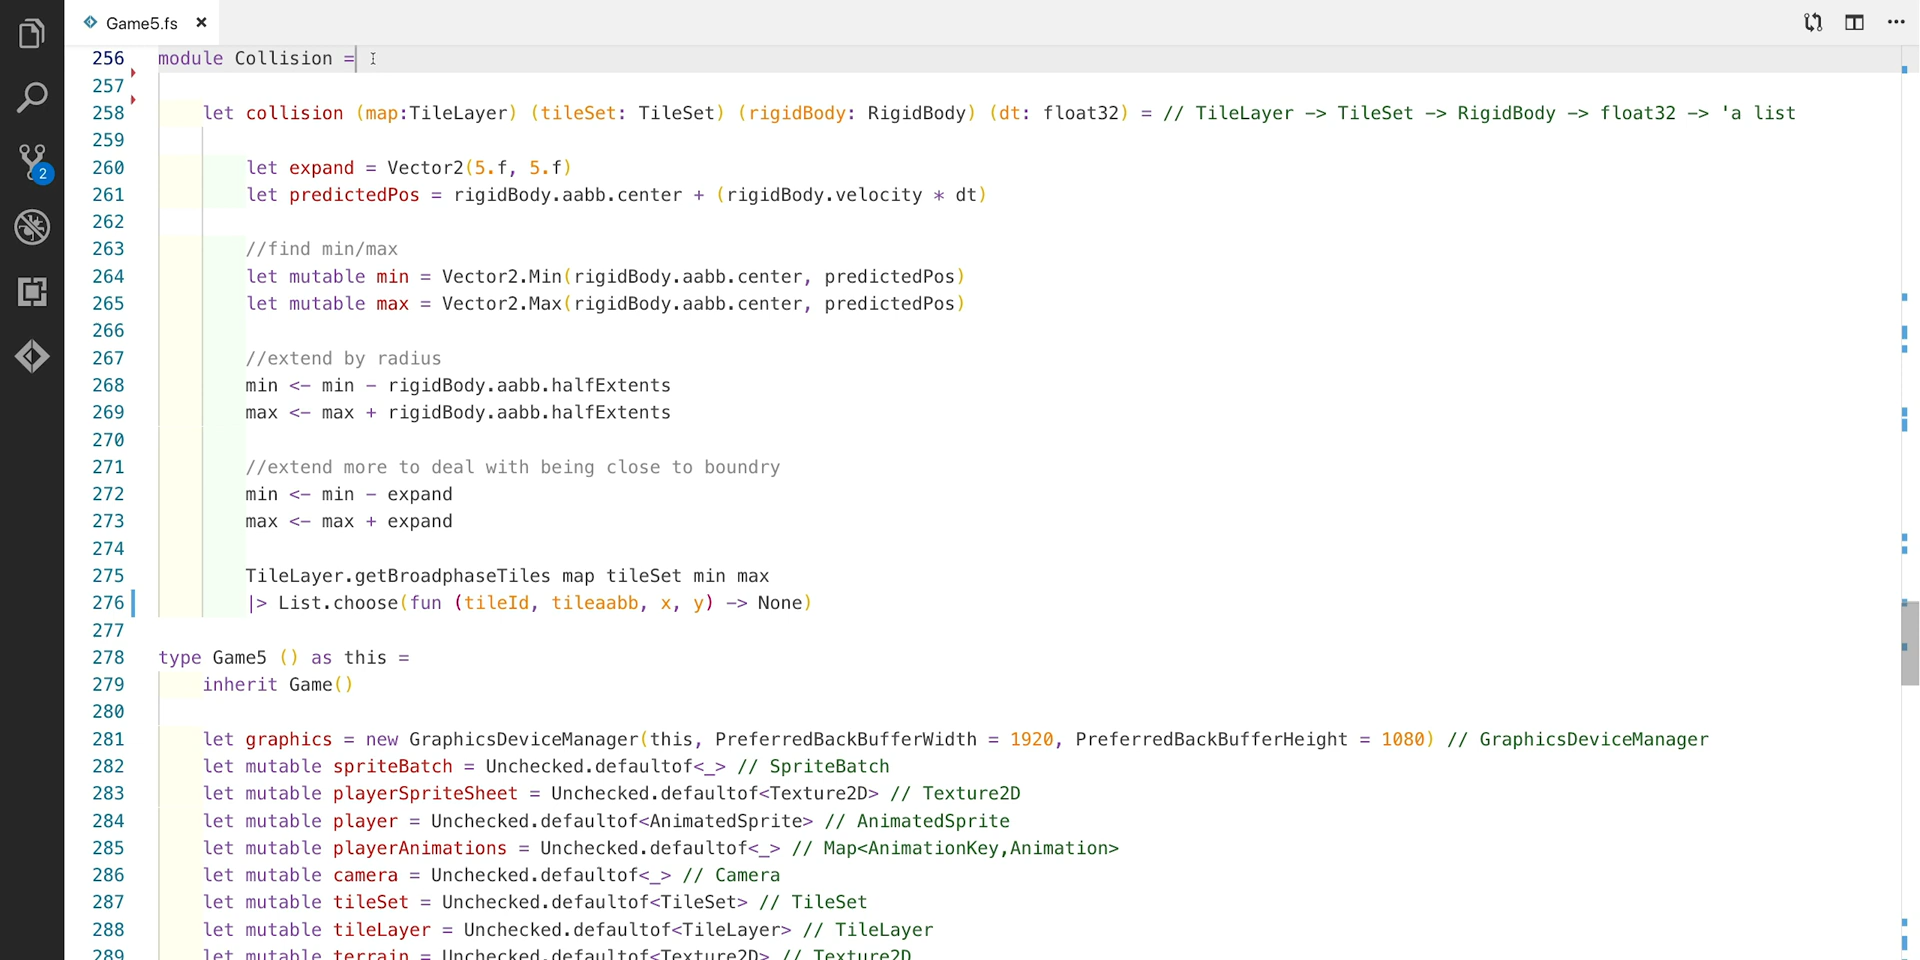 Game5.fs
2
256 module Collision =
257
258 let collision (map:TileLayer) (tileSet: TileSet) (rigidBody: RigidBody) (dt: float32) = // TileLayer -> TileSet -> RigidBody -> float32 -> 'a list
259
260 let expand = Vector2(5.f, 5.f)
261 let predictedPos = rigidBody.aabb.center + (rigidBody.velocity * dt)
262
263 //find min/max
264 let mutable min = Vector2.Min(rigidBody.aabb.center, predictedPos)
265 let mutable max = Vector2.Max(rigidBody.aabb.center, predictedPos)
266
267 //extend by radius
268 min <- min - rigidBody.aabb.halfExtents
269 max <- max + rigidBody.aabb.halfExtents
270
271 //extend more to deal with being close to boundry
272 min <- min - expand
273 max <- max + expand
274
275 TileLayer.getBroadphaseTiles map tileSet min max
276 |> List.choose(fun (tileId, tileaabb, x, y) -> None)
277
278 type Game5 () as this =
279 inherit Game()
280
281 let graphics = new GraphicsDeviceManager(this, PreferredBackBufferWidth = 1920, PreferredBackBufferHeight = 1080) // GraphicsDeviceManager
282 let mutable spriteBatch = Unchecked.defaultof<_> // SpriteBatch
283 let mutable playerSpriteSheet = Unchecked.defaultof<Texture2D> // Texture2D
284 let mutable player = Unchecked.defaultof<AnimatedSprite> // AnimatedSprite
285 let mutable playerAnimations = Unchecked.defaultof<_> // Map<AnimationKey,Animation>
286 let mutable camera = Unchecked.defaultof<_> // Camera
287 let mutable tileSet = Unchecked.defaultof<TileSet> // TileSet
288 let mutable tileLayer = Unchecked.defaultof<TileLayer> // TileLayer
289 let mutable terrain = Unchecked.defaultof<Texture2D> // Texture2D